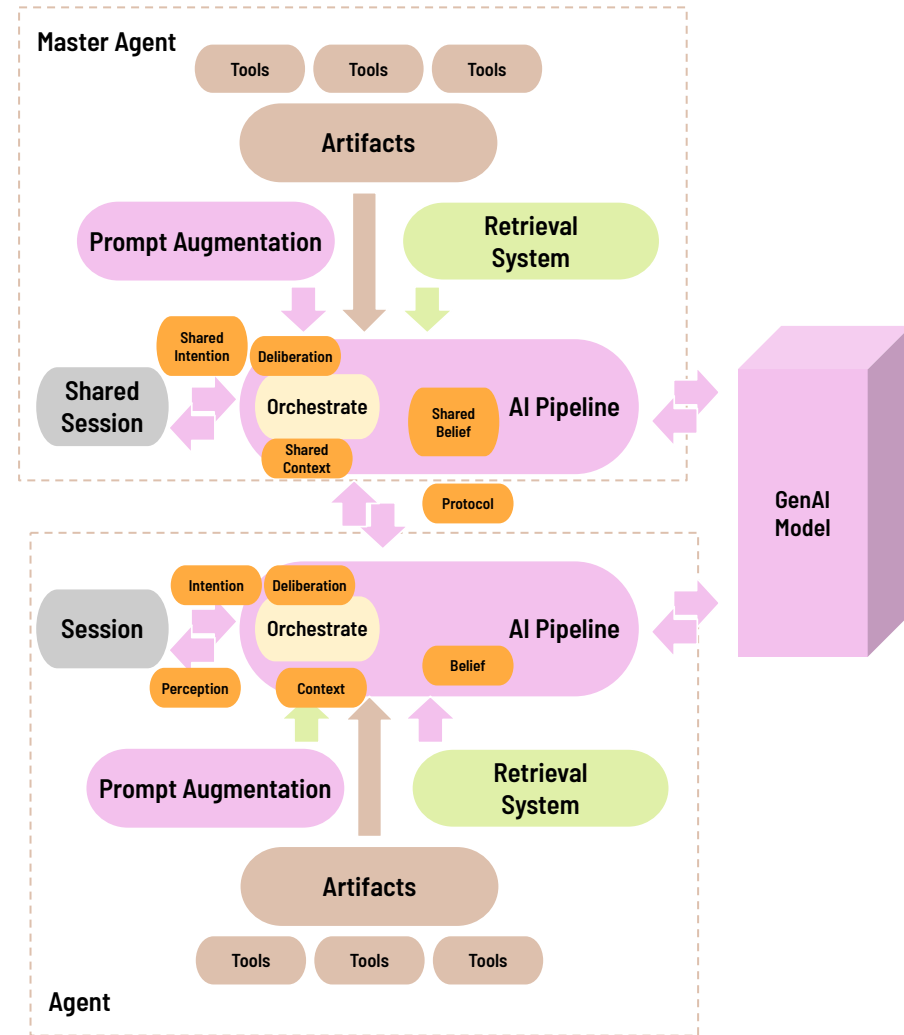 Master Agent
Tools
Tools
Tools
Artifacts
Prompt Augmentation
Retrieval
System
Shared
Intention
Deliberation
Shared
Session
Orchestrate
Shared
Belief
AI Pipeline
Shared
Context
Protocol
GenAI
Model
Intention
Deliberation
Session
Orchestrate
AI Pipeline
Belief
Perception
Context
Prompt Augmentation
Retrieval
System
Artifacts
Tools
Tools
Tools
Agent